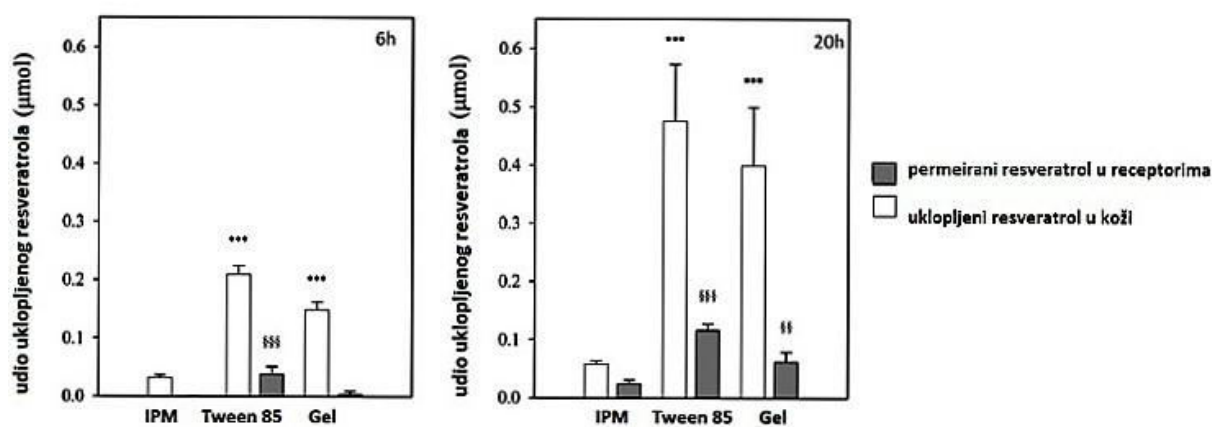 udio uklopljenog resveratrola (µmol)
0.6
0.5
0.4
0.3
0.2
0.1
0.0
6h
***
***
§§§
IPM Tween 85 Gel
udio uklopljenog resveratrola (µmol)
0.6
0.5
0.4
0.3
0.2
0.1
0.0
20h
***
***
§§§
§§
IPM Tween 85 Gel
permeirani resveratrol u receptorima
uklopljeni resveratrol u koži